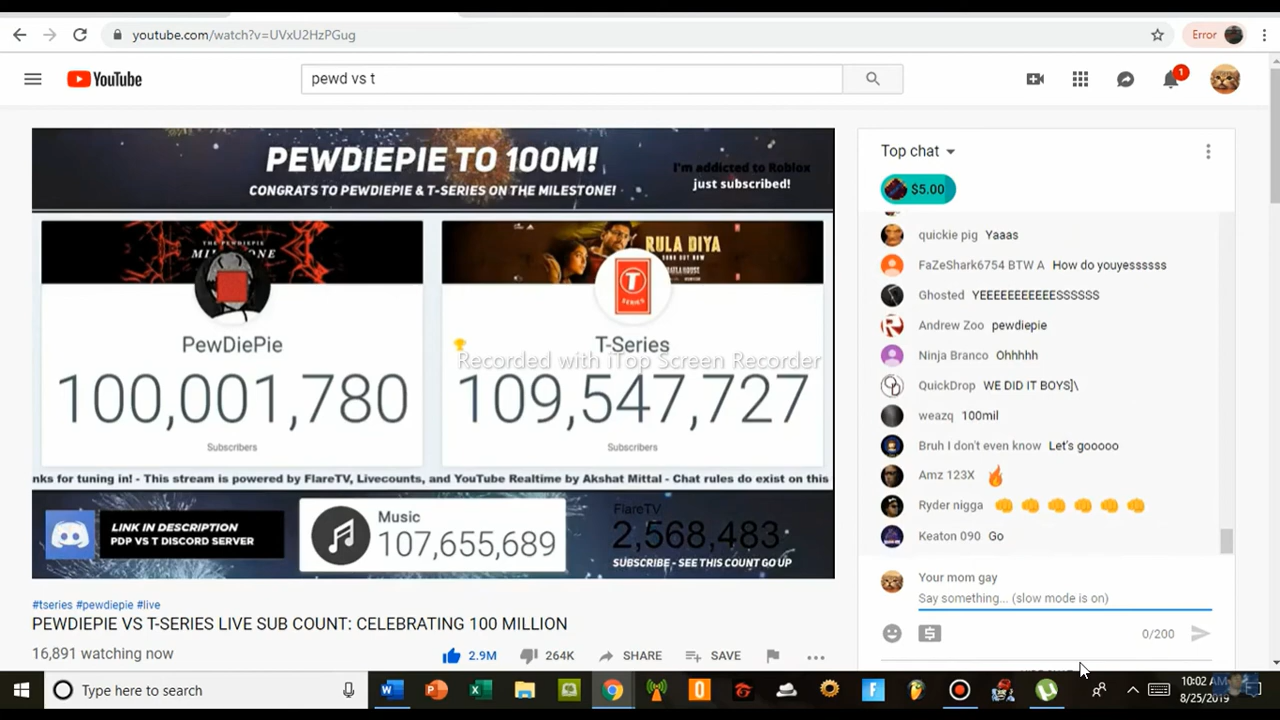 youtube.com/watch?v=UVxU2HzPGug
Error
YouTube
pewd vs t
1
PEWDIEPIE TO 100M!
CONGRATS TO PEWDIEPIE & T-SERIES ON THE MILESTONE!
I'm addicted to Roblox
just subscribed!
RULA DIYA
T
SERIES
PewDiePie
100,001,780
Subscribers
T-Series
109,547,727
Subscribers
Recorded with iTop Screen Recorder
nks for tuning in! - This stream is powered by FlareTV, Livecounts, and YouTube Realtime by Akshat Mittal - Chat rules do exist on this
LINK IN DESCRIPTION
PDP VS T DISCORD SERVER
Music
107,655,689
FlareTV
2,568,483
SUBSCRIBE - SEE THIS COUNT GO UP
#tseries #pewdiepie #live
PEWDIEPIE VS T-SERIES LIVE SUB COUNT: CELEBRATING 100 MILLION
16,891 watching now
2.9M
264K
SHARE
SAVE
Top chat
$5.00
quickie pig Yaaas
FaZeShark6754 BTW A How do youyessssss
Ghosted YEEEEEEEEEEESSSSSS
Andrew Zoo pewdiepie
Ninja Branco Ohhhhh
QuickDrop WE DID IT BOYS]\
weazq 100mil
Bruh I don't even know Let's gooooo
Amz 123X 🔥
Ryder nigga 👊👊👊👊👊👊
Keaton 090 Go
Your mom gay
Say something... (slow mode is on)
0/200
Type here to search
10:02 AM
8/25/2019